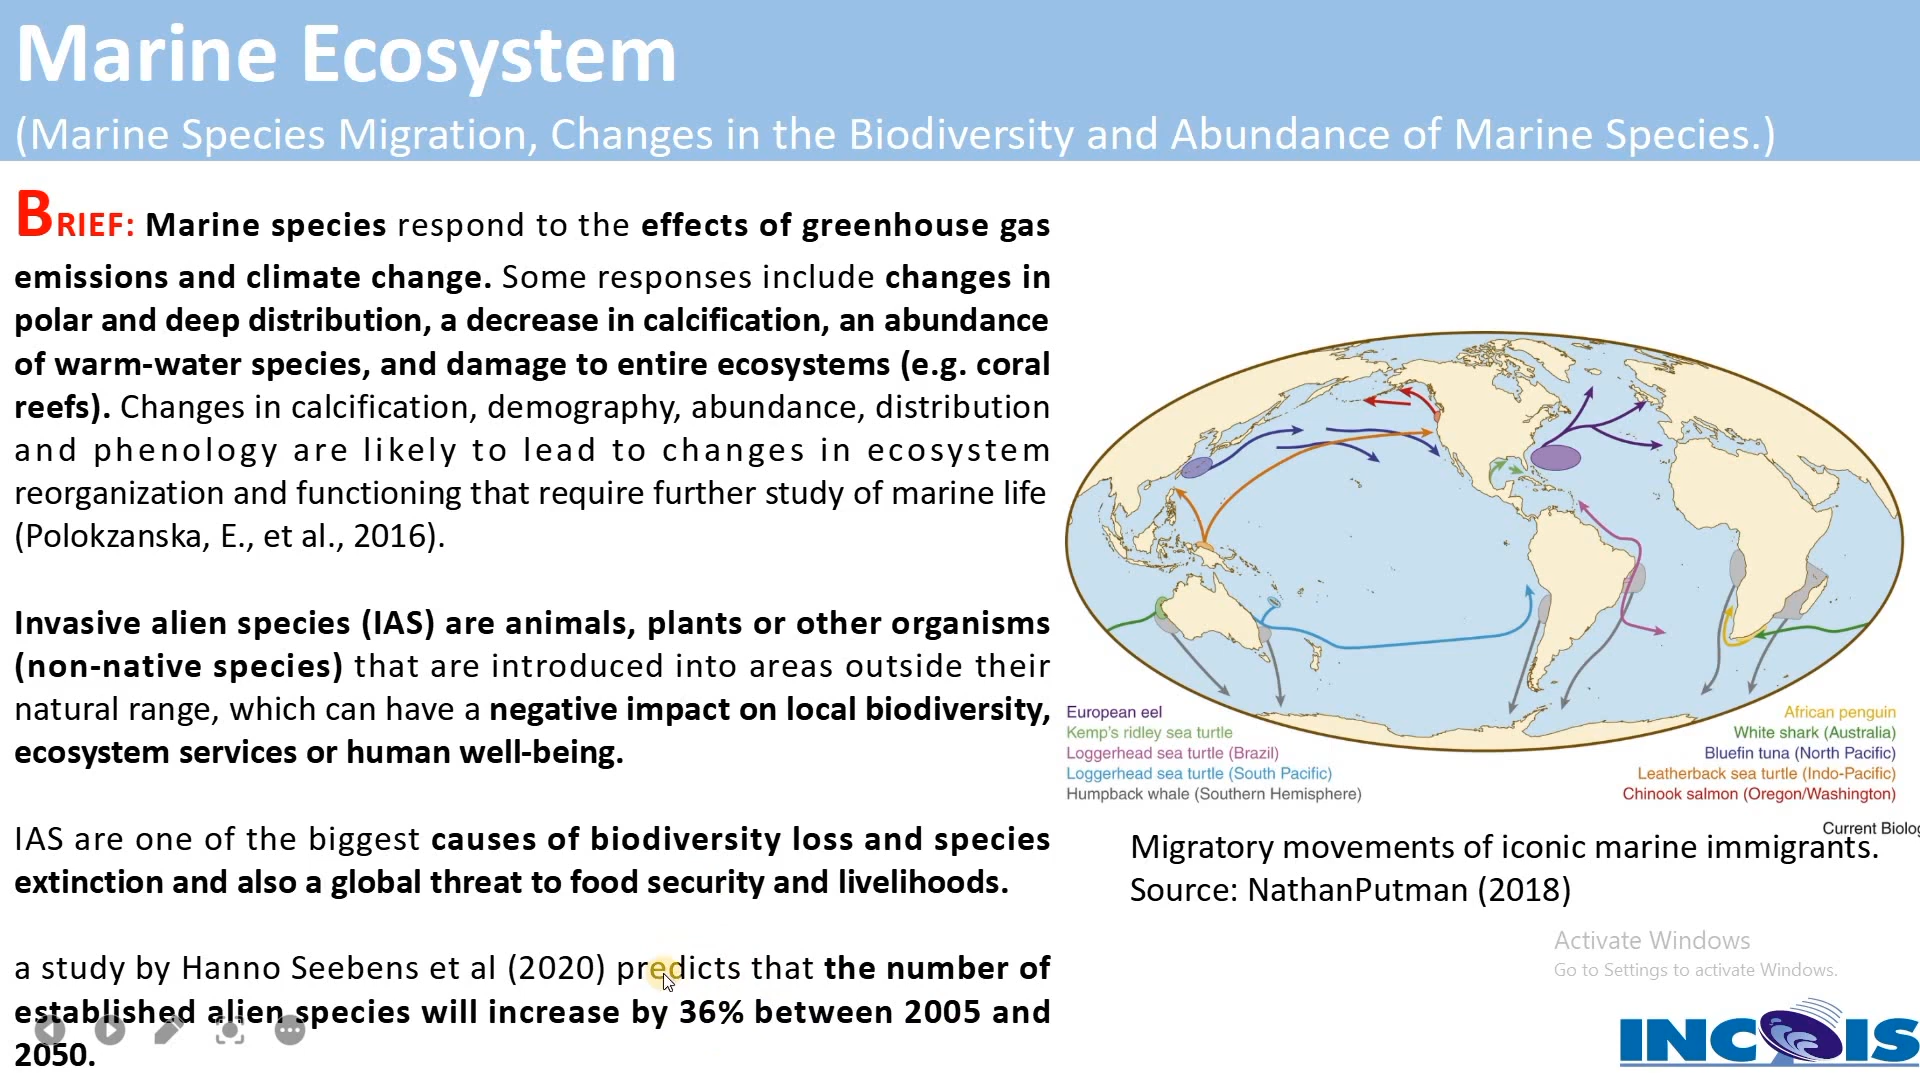 Marine Ecosystem
(Marine Species Migration, Changes in the Biodiversity and Abundance of Marine Species.)
BRIEF: Marine species respond to the effects of greenhouse gas
emissions and climate change. Some responses include changes in
polar and deep distribution, a decrease in calcification, an abundance
of warm-water species, and damage to entire ecosystems (e.g. coral
reefs). Changes in calcification, demography, abundance, distribution
and phenology are likely to lead to changes in ecosystem
reorganization and functioning that require further study of marine life
(Polokzanska, E., et al., 2016).
Invasive alien species (IAS) are animals, plants or other organisms
(non-native species) that are introduced into areas outside their
natural range, which can have a negative impact on local biodiversity,
ecosystem services or human well-being.
IAS are one of the biggest causes of biodiversity loss and species
extinction and also a global threat to food security and livelihoods.
a study by Hanno Seebens et al (2020) predicts that the number of
established alien species will increase by 36% between 2005 and
2050.
European eel
Kemp's ridley sea turtle
Loggerhead sea turtle (Brazil)
Loggerhead sea turtle (South Pacific)
Humpback whale (Southern Hemisphere)
African penguin
White shark (Australia)
Bluefin tuna (North Pacific)
Leatherback sea turtle (Indo-Pacific)
Chinook salmon (Oregon/Washington)
Current Biolog
Migratory movements of iconic marine immigrants.
Source: NathanPutman (2018)
Activate Windows
Go to Settings to activate Windows.
INCOIS